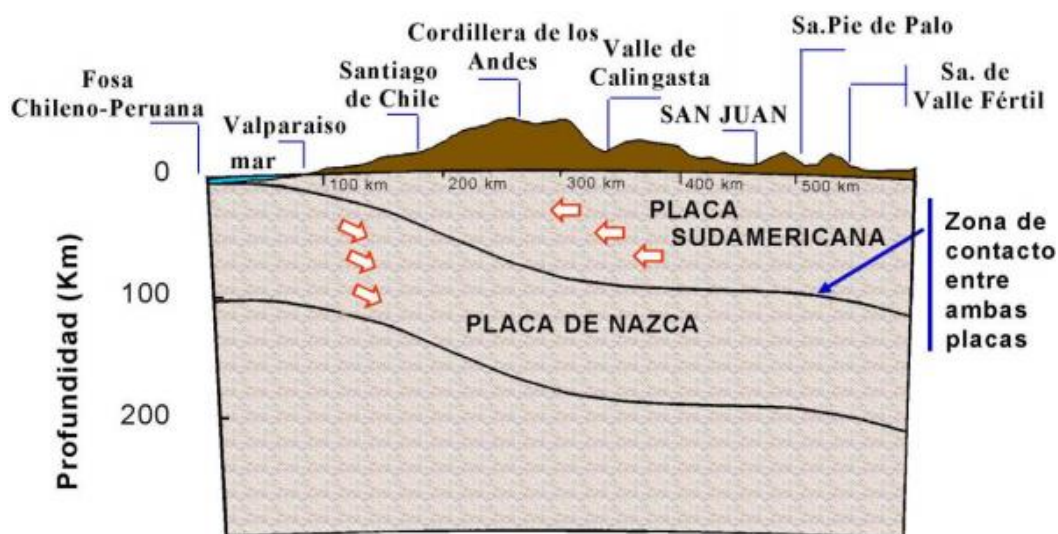 Fosa
Chileno-Peruana
Valparaiso
mar
Santiago
de Chile
Cordillera de los
Andes
Valle de
Calingasta
SAN JUAN
Sa.Pie de Palo
Sa. de
Valle Fértil
0
100 km
200 km
300 km
400 km
500 km
PLACA
SUDAMERICANA
Zona de
contacto
entre
ambas
placas
100
PLACA DE NAZCA
200
Profundidad (Km)